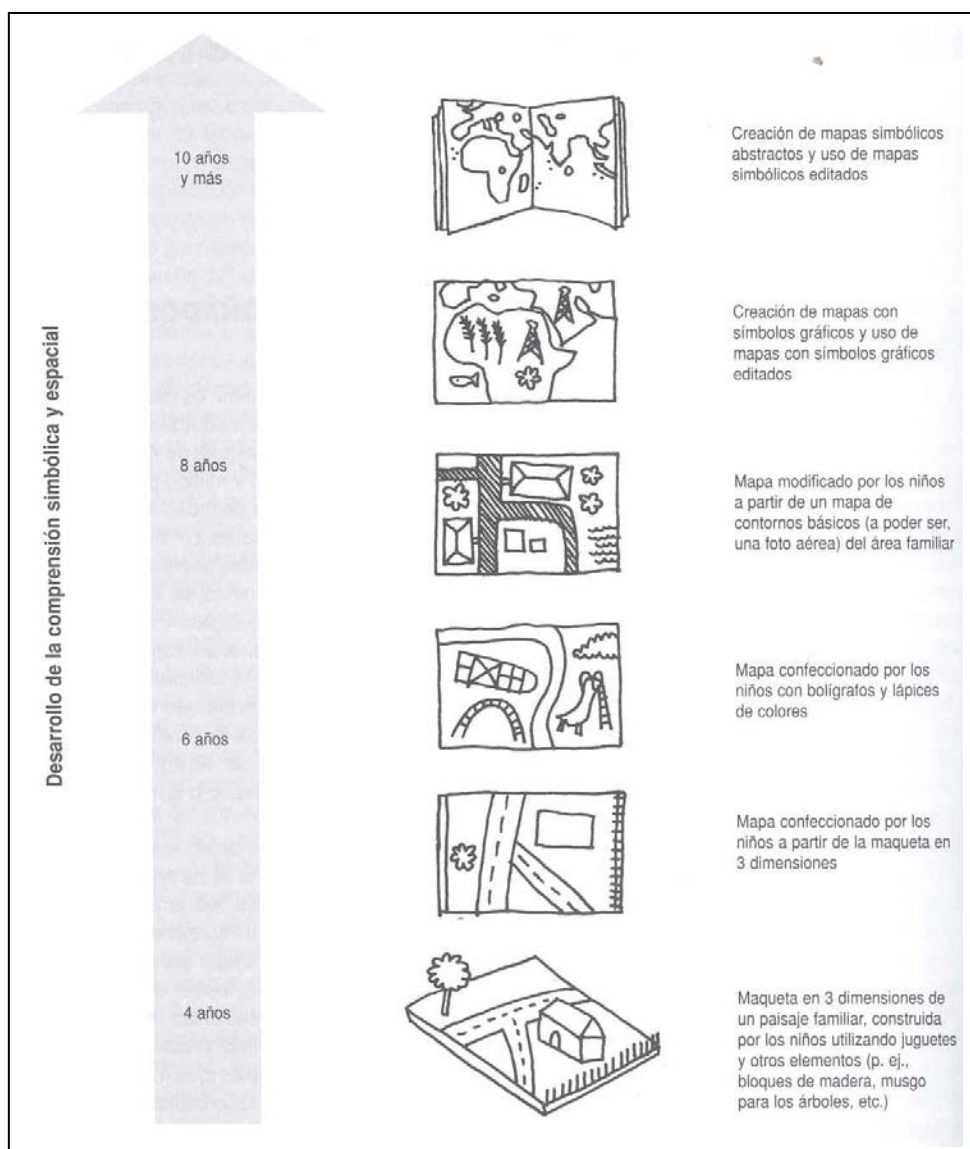 Desarrollo de la comprensión simbólica y espacial
10 años
y más
Creación de mapas simbólicos
abstractos y uso de mapas
simbólicos editados
Creación de mapas con
símbolos gráficos y uso de
mapas con símbolos gráficos
editados
8 años
Mapa modificado por los niños
a partir de un mapa de
contornos básicos (a poder ser,
una foto aérea) del área familiar
Mapa confeccionado por los
niños con bolígrafos y lápices
de colores
6 años
Mapa confeccionado por los
niños a partir de la maqueta en
3 dimensiones
4 años
Maqueta en 3 dimensiones de
un paisaje familiar, construida
por los niños utilizando juguetes
y otros elementos (p. ej.,
bloques de madera, musgo
para los árboles, etc.)